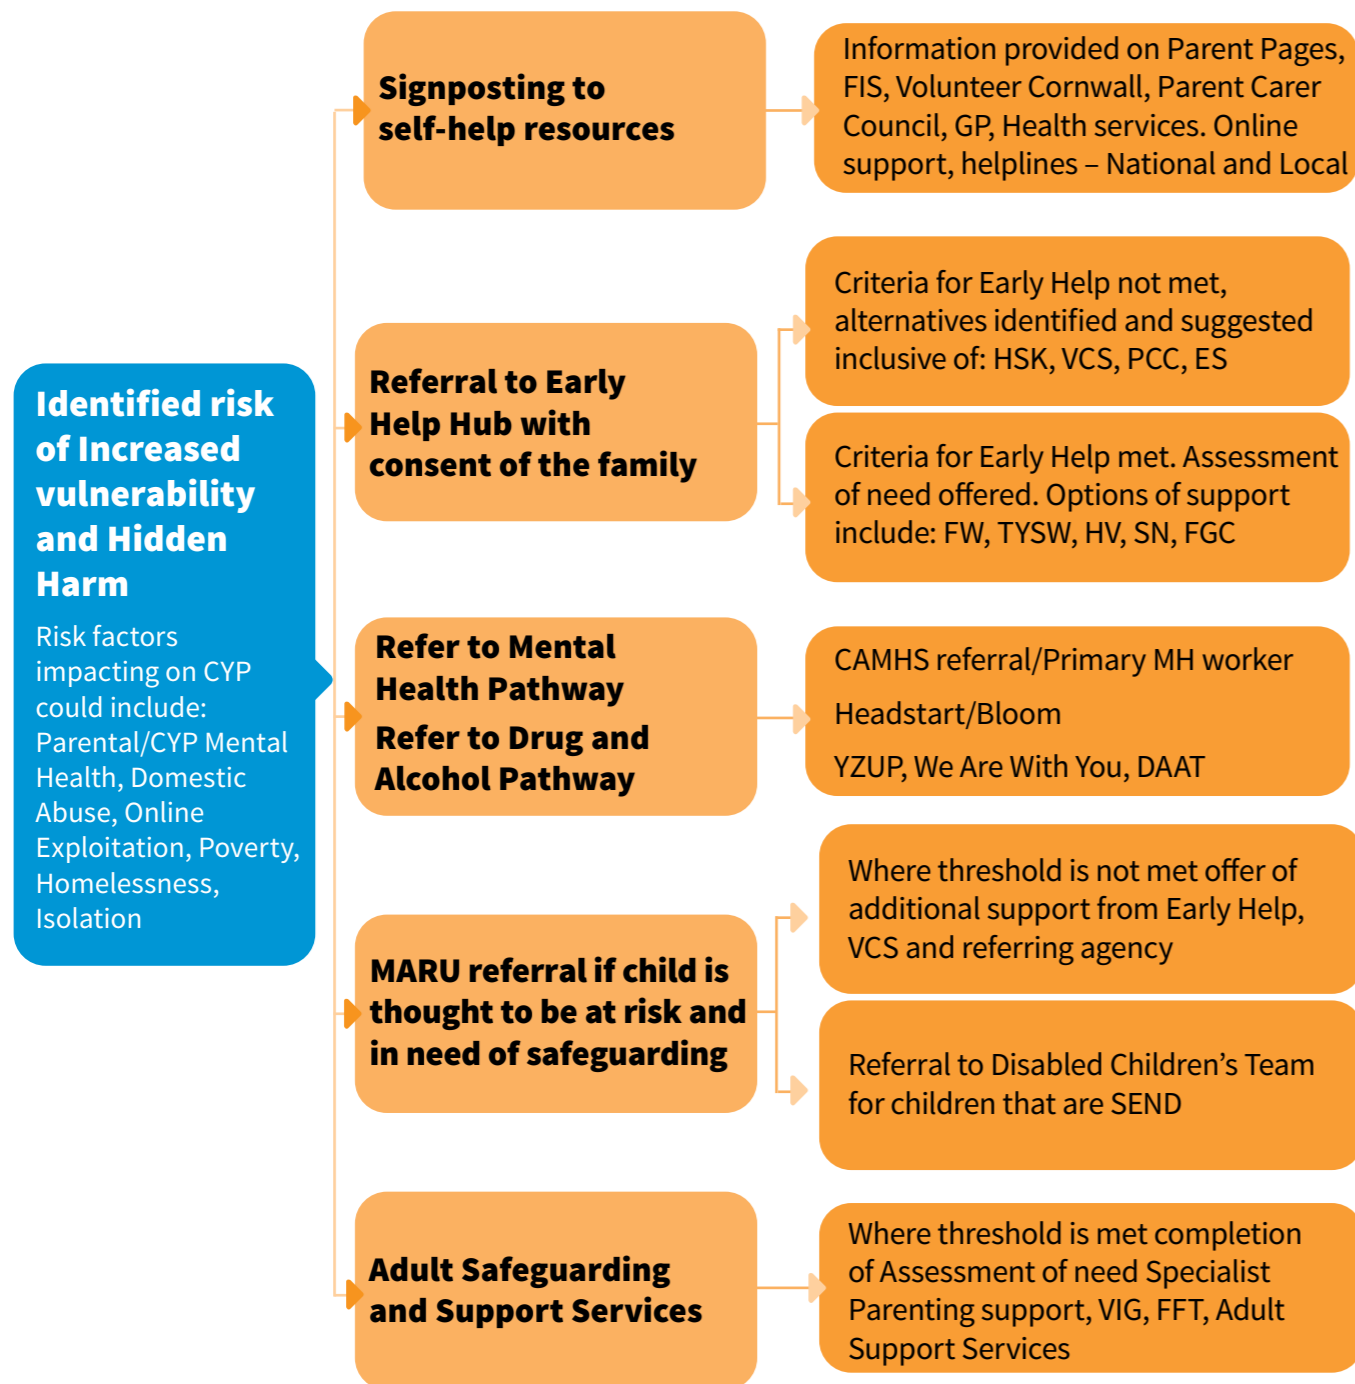 Identified risk
of Increased
vulnerability
and Hidden
Harm
Risk factors
impacting on CYP
could include:
Parental/CYP Mental
Health, Domestic
Abuse, Online
Exploitation, Poverty,
Homelessness,
Isolation
Signposting to
self-help resources
Information provided on Parent Pages,
FIS, Volunteer Cornwall, Parent Carer
Council, GP, Health services. Online
support, helplines – National and Local
Referral to Early
Help Hub with
consent of the family
Criteria for Early Help not met,
alternatives identified and suggested
inclusive of: HSK, VCS, PCC, ES
Criteria for Early Help met. Assessment
of need offered. Options of support
include: FW, TYSW, HV, SN, FGC
Refer to Mental
Health Pathway
Refer to Drug and
Alcohol Pathway
CAMHS referral/Primary MH worker
Headstart/Bloom
YZUP, We Are With You, DAAT
MARU referral if child is
thought to be at risk and
in need of safeguarding
Where threshold is not met offer of
additional support from Early Help,
VCS and referring agency
Referral to Disabled Children’s Team
for children that are SEND
Adult Safeguarding
and Support Services
Where threshold is met completion
of Assessment of need Specialist
Parenting support, VIG, FFT, Adult
Support Services